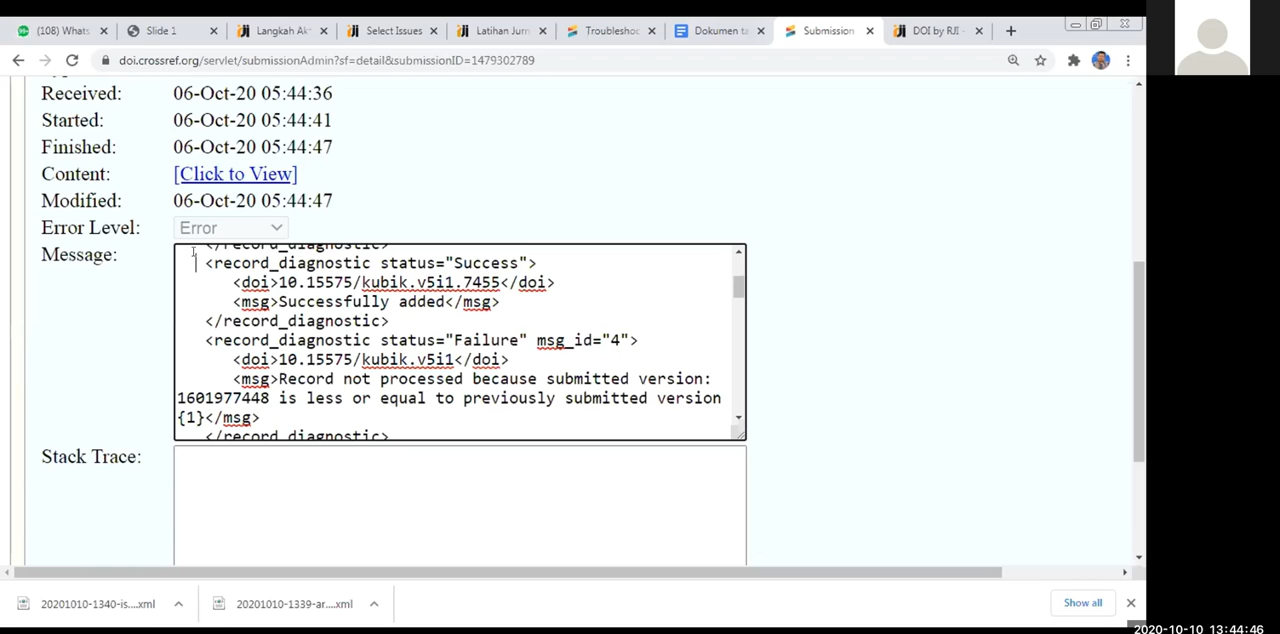 (108) Whats
Slide 1
Langkah Ak
Select Issues
Latihan Jurn
Troubleshoo
Dokumen ta
Submission
DOI by RJI -
doi.crossref.org/servlet/submissionAdmin?sf=detail&submissionID=1479302789
Received: 06-Oct-20 05:44:36
Started: 06-Oct-20 05:44:41
Finished: 06-Oct-20 05:44:47
Content: [Click to View]
Modified: 06-Oct-20 05:44:47
Error Level: Error
Message:
</record_diagnostic>
<record_diagnostic status="Success">
<doi>10.15575/kubik.v5i1.7455</doi>
<msg>Successfully added</msg>
</record_diagnostic>
<record_diagnostic status="Failure" msg_id="4">
<doi>10.15575/kubik.v5i1</doi>
<msg>Record not processed because submitted version:
1601977448 is less or equal to previously submitted version
{1}</msg>
</record_diagnostic>
Stack Trace:
20201010-1340-is....xml
20201010-1339-ar....xml
Show all
2020-10-10 13:44:46